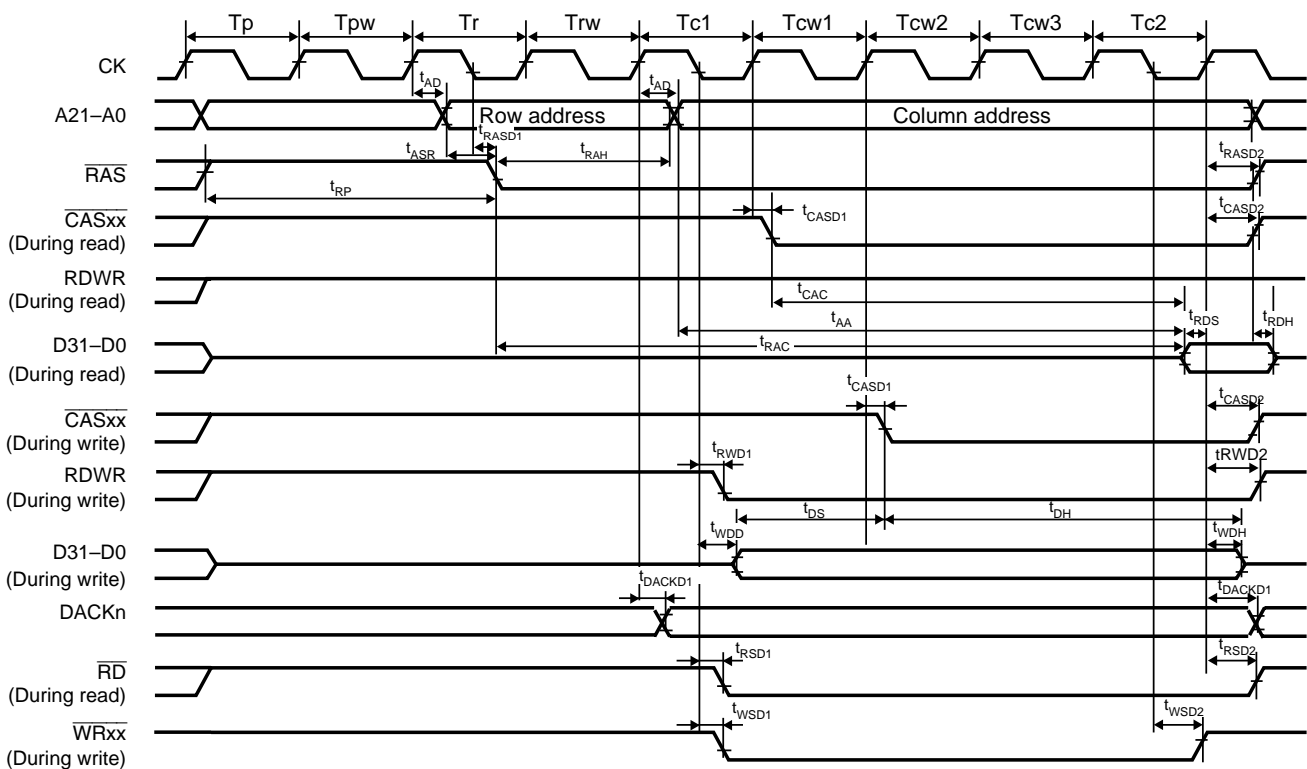 Tp Tpw Tr Trw Tc1 Tcw1 Tcw2 Tcw3 Tc2
CK
tAD tAD
A21–A0 Row address Column address
tRASD1
tASR tRAH tRASD2
RAS
tRP
CASxx tCASD1 tCASD2
(During read)
RDWR
(During read) tCAC
tAA tRDS tRDH
D31–D0 tRAC
(During read)
tCASD1 tCASD2
CASxx
(During write)
tRWD1 tRWD2
RDWR
(During write)
tDS tDH
tWDD tWDH
D31–D0
(During write)
tDACKD1 tDACKD1
DACKn
tRSD1 tRSD2
RD
(During read)
tWSD1 tWSD2
WRxx
(During write)